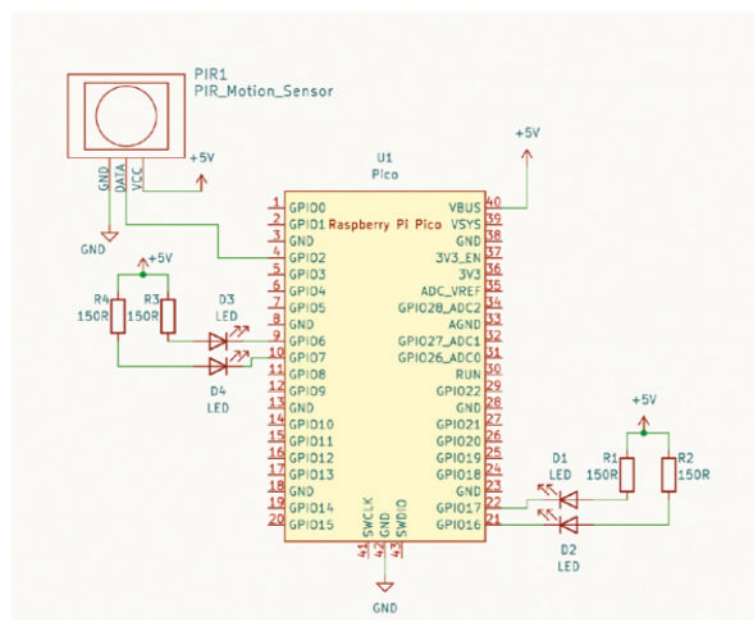 PIR1
PIR_Motion_Sensor
GND
DATA
VCC
+5V
GND
+5V
R4
150R
R3
150R
D3
LED
D4
LED
U1
Pico
Raspberry Pi Pico
+5V
1 GPIO0
2 GPIO1
3 GND
4 GPIO2
5 GPIO3
6 GPIO4
7 GPIO5
8 GND
9 GPIO6
10 GPIO7
11 GPIO8
12 GPIO9
13 GND
14 GPIO10
15 GPIO11
16 GPIO12
17 GPIO13
18 GND
19 GPIO14
20 GPIO15
VBUS 40
VSYS 39
GND 38
3V3_EN 37
3V3 36
ADC_VREF 35
GPIO28_ADC2 34
AGND 33
GPIO27_ADC1 32
GPIO26_ADC0 31
RUN 30
GPIO22 29
GND 28
GPIO21 27
GPIO20 26
GPIO19 25
GPIO18 24
GND 23
GPIO17 22
GPIO16 21
SWCLK 41
GND 42
SWDIO 43
GND
+5V
D1
LED
R1
150R
R2
150R
D2
LED